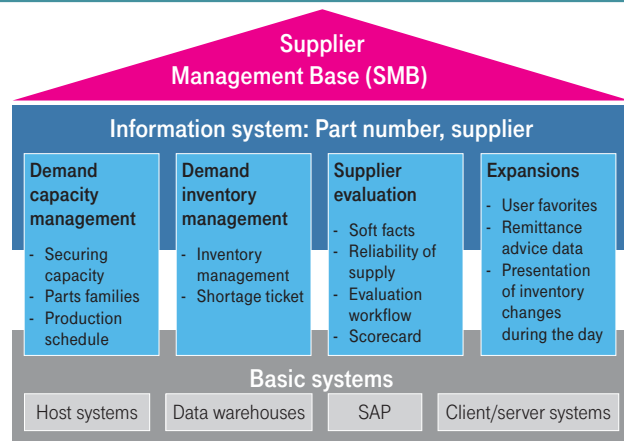 Supplier
Management Base (SMB)
Information system: Part number, supplier
Demand
capacity
management
- Securing
capacity
- Parts families
- Production
schedule
Demand
inventory
management
- Inventory
management
- Shortage ticket
Supplier
evaluation
- Soft facts
- Reliability of
supply
- Evaluation
workflow
- Scorecard
Expansions
- User favorites
- Remittance
advice data
- Presentation
of inventory
changes
during the day
Basic systems
Host systems
Data warehouses
SAP
Client/server systems